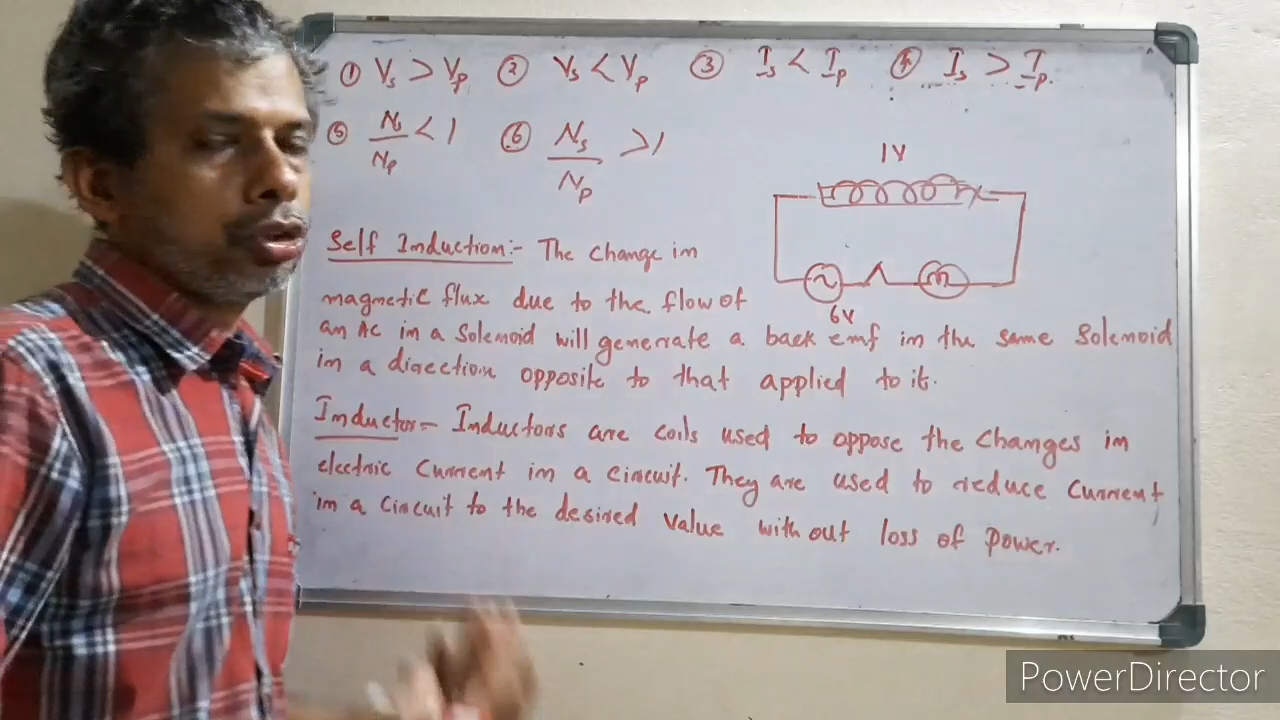 ① Vs > Vp ② Vs < Vp ③ Is < Ip ④ Is > Ip.
⑤ Ns/Np < 1 ⑥ Ns/Np > 1
1V
6V
Self Induction:- The change in
magnetic flux due to the flow of
an AC in a solenoid will generate a back emf in the same solenoid
in a direction opposite to that applied to it.
Inductor- Inductors are coils used to oppose the changes in
electric current in a circuit. They are used to reduce current
in a circuit to the desired value with out loss of power.
PowerDirector